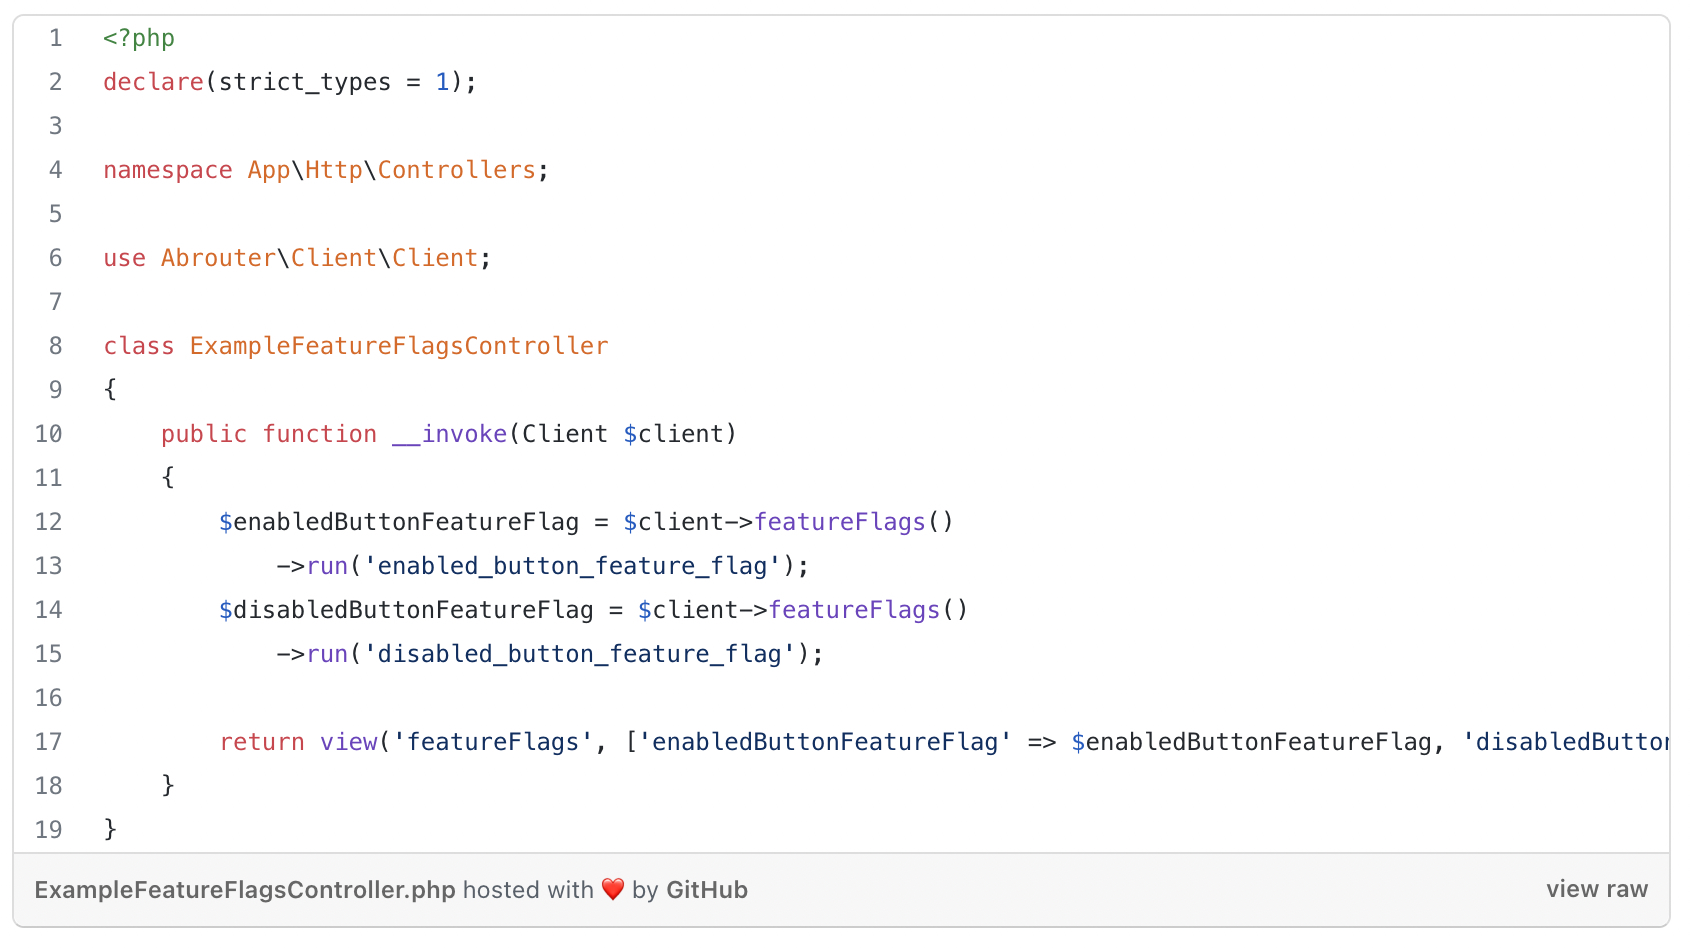 1 <?php
2 declare(strict_types = 1);
3
4 namespace App\Http\Controllers;
5
6 use Abrouter\Client\Client;
7
8 class ExampleFeatureFlagsController
9 {
10     public function __invoke(Client $client)
11     {
12         $enabledButtonFeatureFlag = $client->featureFlags()
13             ->run('enabled_button_feature_flag');
14         $disabledButtonFeatureFlag = $client->featureFlags()
15             ->run('disabled_button_feature_flag');
16
17         return view('featureFlags', ['enabledButtonFeatureFlag' => $enabledButtonFeatureFlag, 'disabledButton
18     }
19 }
ExampleFeatureFlagsController.php hosted with ❤️ by GitHub view raw